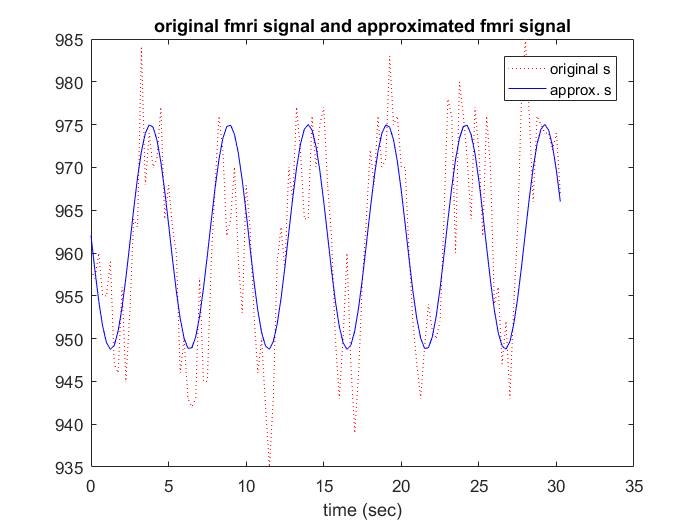 original fmri signal and approximated fmri signal
985
980
975
970
965
960
955
950
945
940
935
original s
approx. s
0 5 10 15 20 25 30 35
time (sec)